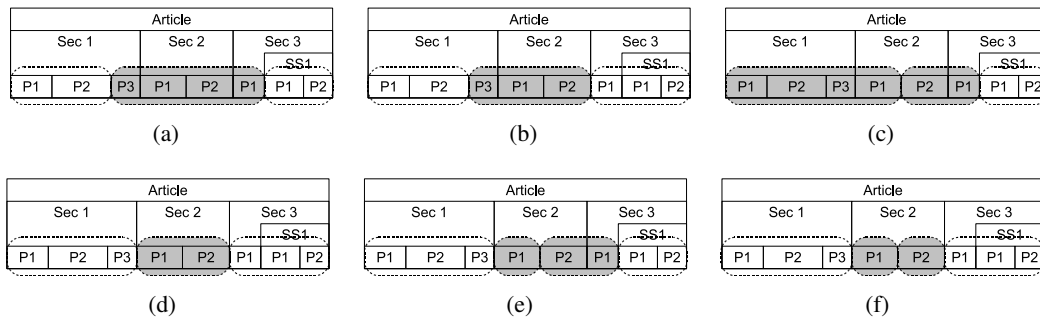 Article Article Article
Sec 1 Sec 2 Sec 3 Sec 1 Sec 2 Sec 3 Sec 1 Sec 2 Sec 3
SS1 SS1 SS1
P1 P2 P3 P1 P2 P1 P1 P2 P1 P2 P3 P1 P2 P1 P1 P2 P1 P2 P3 P1 P2 P1 P1 P2
(a) (b) (c)
Article Article Article
Sec 1 Sec 2 Sec 3 Sec 1 Sec 2 Sec 3 Sec 1 Sec 2 Sec 3
SS1 SS1 SS1
P1 P2 P3 P1 P2 P1 P1 P2 P1 P2 P3 P1 P2 P1 P1 P2 P1 P2 P3 P1 P2 P1 P1 P2
(d) (e) (f)